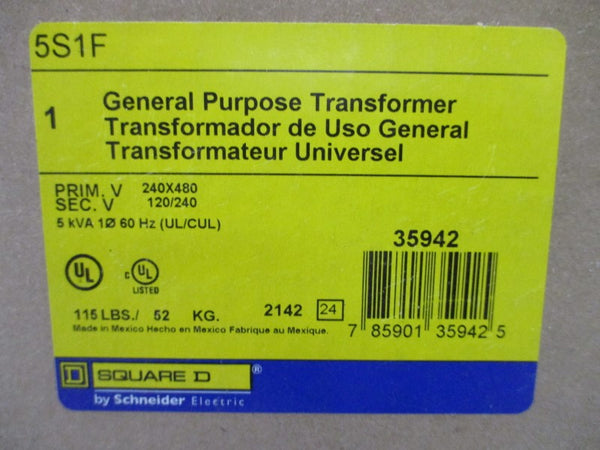 5S1F
1
General Purpose Transformer
Transformador de Uso General
Transformateur Universel
PRIM. V 240X480
SEC. V 120/240
5 kVA 1Ø 60 Hz (UL/CUL)
35942
UL
c UL
LISTED
115 LBS./ 52 KG. 2142 24
7 85901 35942 5
Made in Mexico Hecho en Mexico Fabrique au Mexique.
D SQUARE D ®
by Schneider Electric